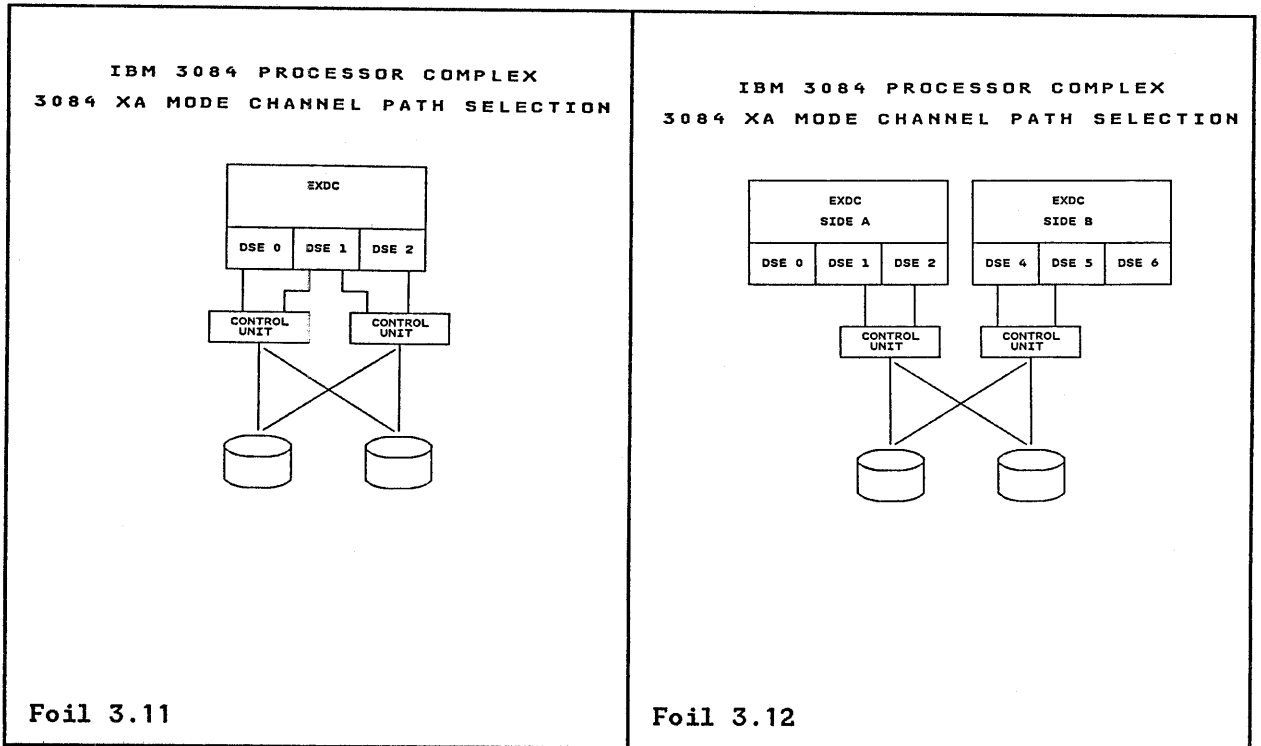 IBM 3084 PROCESSOR COMPLEX
3084 XA MODE CHANNEL PATH SELECTION
EXDC
DSE 0
DSE 1
DSE 2
CONTROL
UNIT
CONTROL
UNIT
Foil 3.11
IBM 3084 PROCESSOR COMPLEX
3084 XA MODE CHANNEL PATH SELECTION
EXDC
SIDE A
EXDC
SIDE B
DSE 0
DSE 1
DSE 2
DSE 4
DSE 5
DSE 6
CONTROL
UNIT
CONTROL
UNIT
Foil 3.12